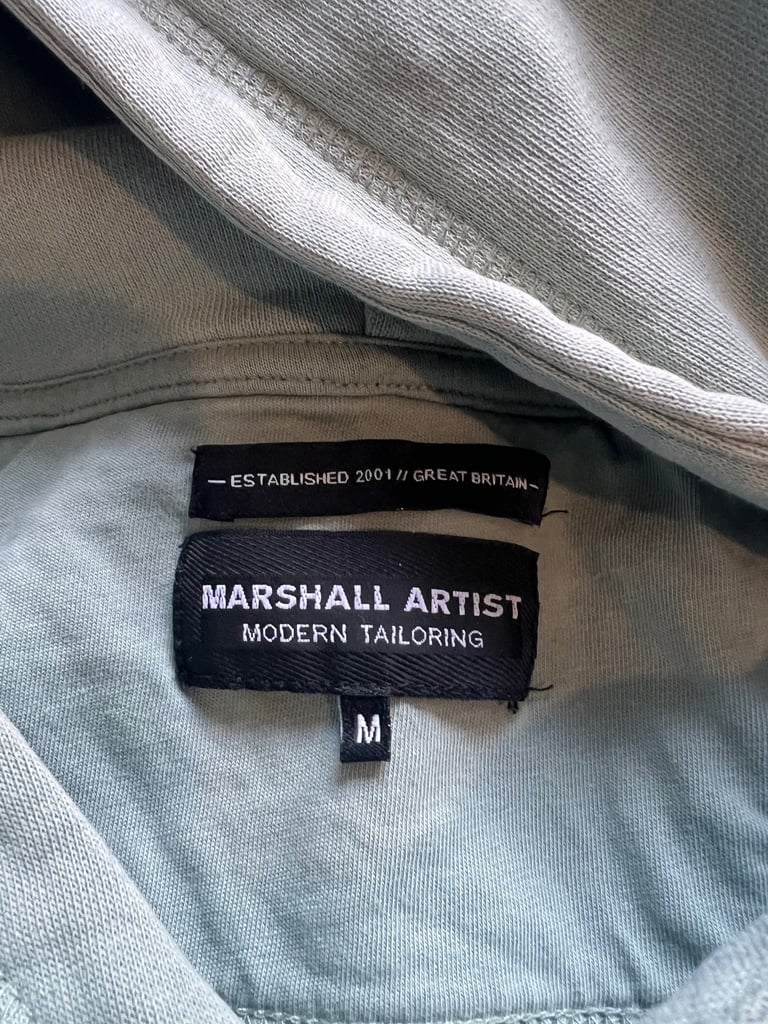 — ESTABLISHED 2001 // GREAT BRITAIN –
MARSHALL ARTIST
MODERN TAILORING
M